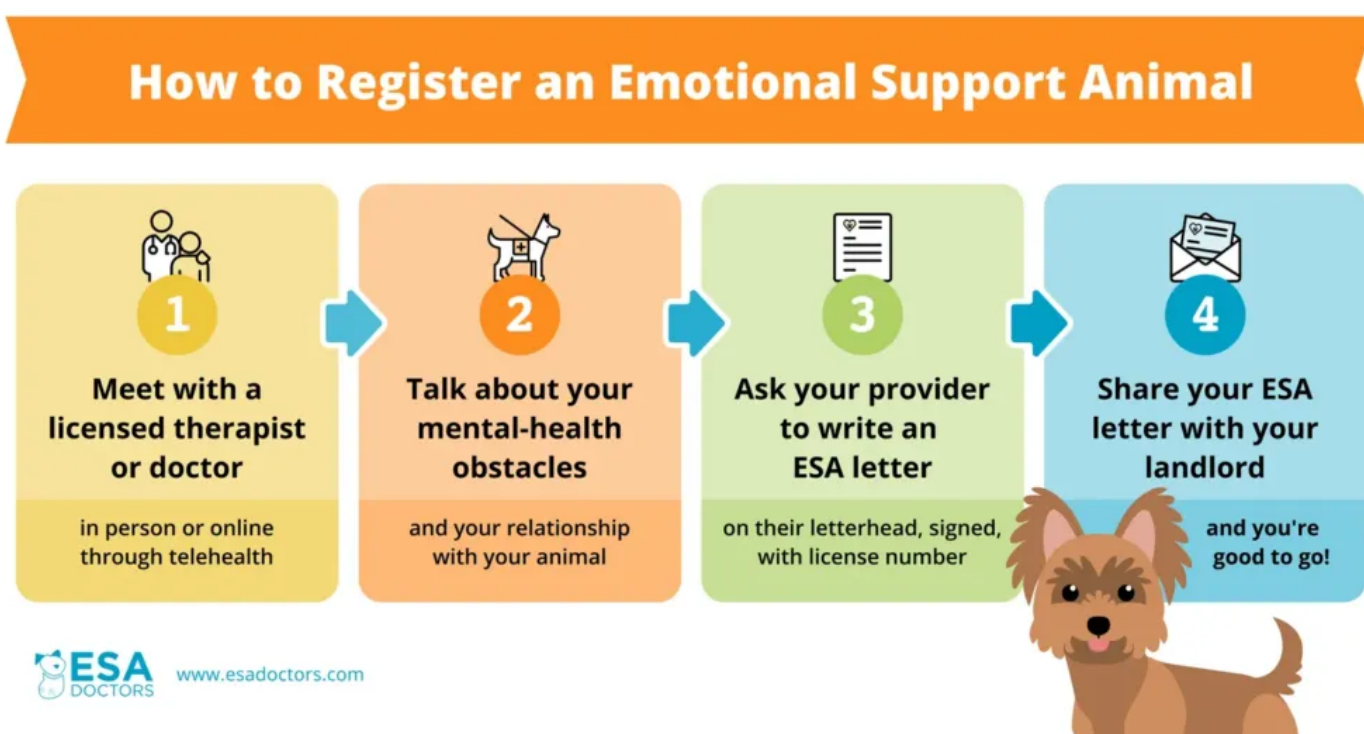 How to Register an Emotional Support Animal
1
Meet with a
licensed therapist
or doctor
in person or online
through telehealth
2
Talk about your
mental-health
obstacles
and your relationship
with your animal
3
Ask your provider
to write an
ESA letter
on their letterhead, signed,
with license number
4
Share your ESA
letter with your
landlord
and you're
good to go!
ESA
DOCTORS
www.esadoctors.com